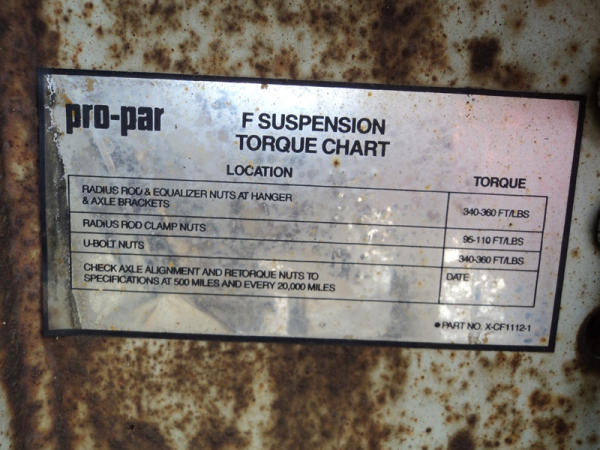 pro-par
F SUSPENSION
TORQUE CHART
LOCATION
TORQUE
RADIUS ROD & EQUALIZER NUTS AT HANGER
& AXLE BRACKETS
340-360 FT/LBS
RADIUS ROD CLAMP NUTS
95-110 FT/LBS
U-BOLT NUTS
340-360 FT/LBS
CHECK AXLE ALIGNMENT AND RETORQUE NUTS TO
SPECIFICATIONS AT 500 MILES AND EVERY 20,000 MILES
DATE
● PART NO. X-CF1112-1